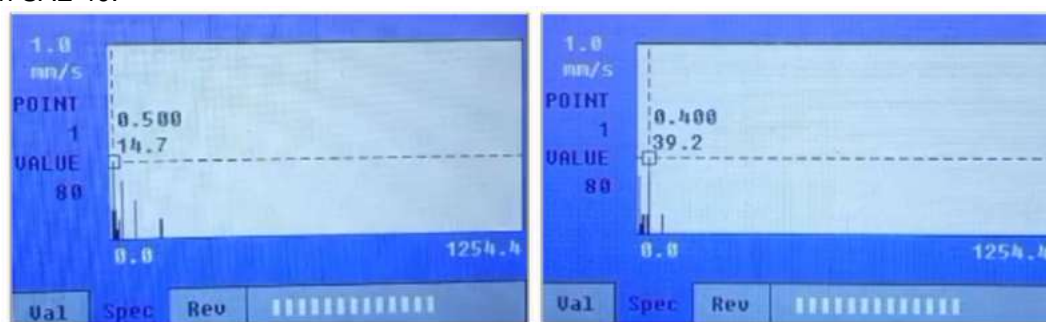 1.0
mm/s
POINT
1
VALUE
80
0.500
14.7
0.0
1254.4
Val
Spec
Rev
1.0
mm/s
POINT
1
VALUE
80
0.400
39.2
0.0
1254.4
Val
Spec
Rev